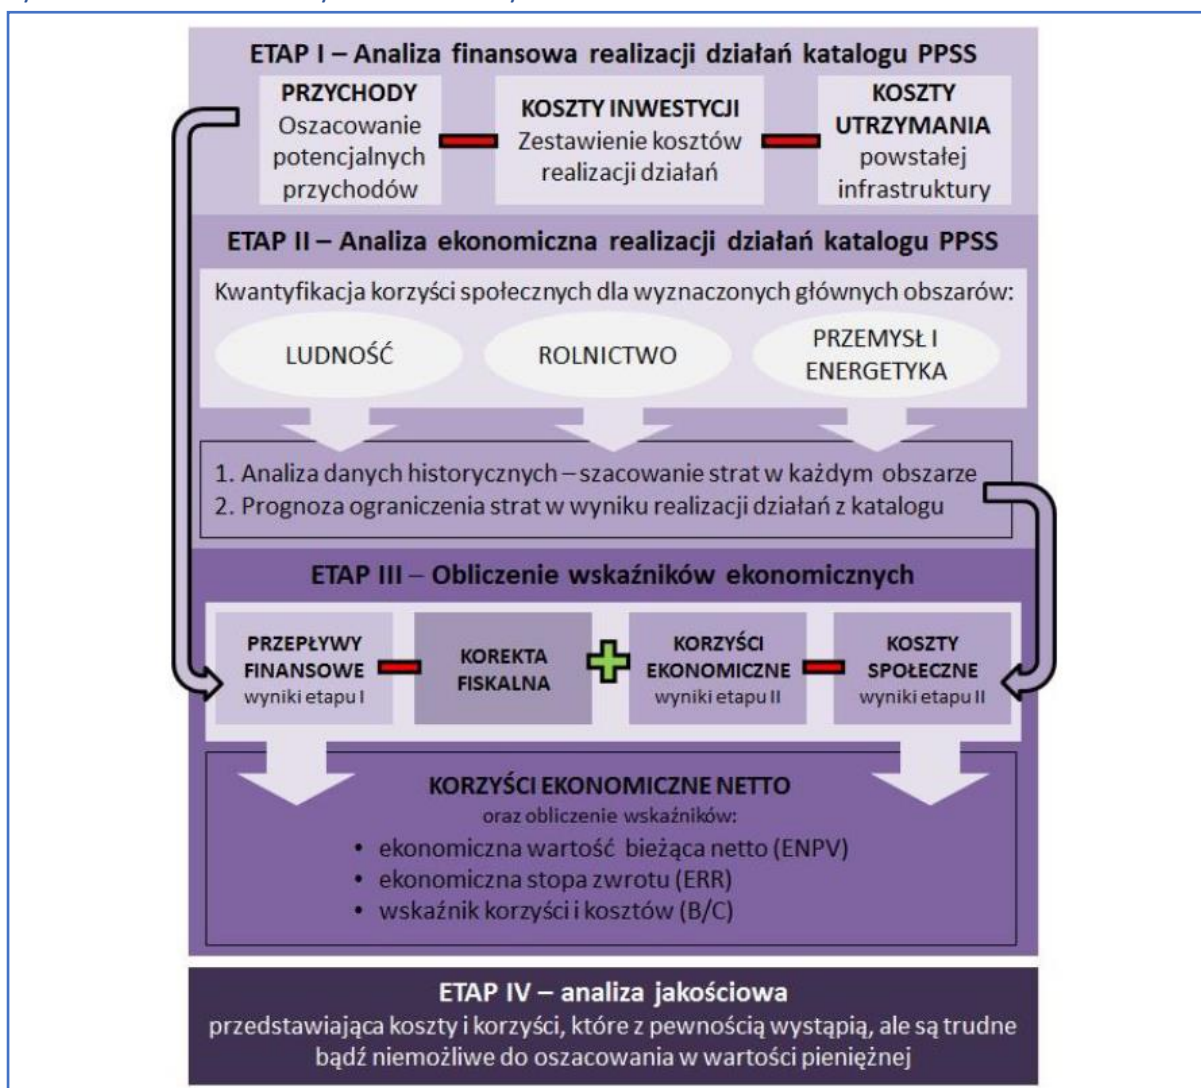 ETAP I – Analiza finansowa realizacji działań katalogu PPSS
PRZYCHODY
Oszacowanie
potencjalnych
przychodów
KOSZTY INWESTYCJI
Zestawienie kosztów
realizacji działań
KOSZTY
UTRZYMANIA
powstałej
infrastruktury
ETAP II – Analiza ekonomiczna realizacji działań katalogu PPSS
Kwantyfikacja korzyści społecznych dla wyznaczonych głównych obszarów:
LUDNOŚĆ
ROLNICTWO
PRZEMYSŁ I
ENERGETYKA
1. Analiza danych historycznych – szacowanie strat w każdym obszarze
2. Prognoza ograniczenia strat w wyniku realizacji działań z katalogu
ETAP III – Obliczenie wskaźników ekonomicznych
PRZEPŁYWY
FINANSOWE
wyniki etapu I
KOREKTA
FISKALNA
KORZYŚCI
EKONOMICZNE
wyniki etapu II
KOSZTY
SPOŁECZNE
wyniki etapu II
KORZYŚCI EKONOMICZNE NETTO
oraz obliczenie wskaźników:
• ekonomiczna wartość bieżąca netto (ENPV)
• ekonomiczna stopa zwrotu (ERR)
• wskaźnik korzyści i kosztów (B/C)
ETAP IV – analiza jakościowa
przedstawiająca koszty i korzyści, które z pewnością wystąpią, ale są trudne
bądź niemożliwe do oszacowania w wartości pieniężnej